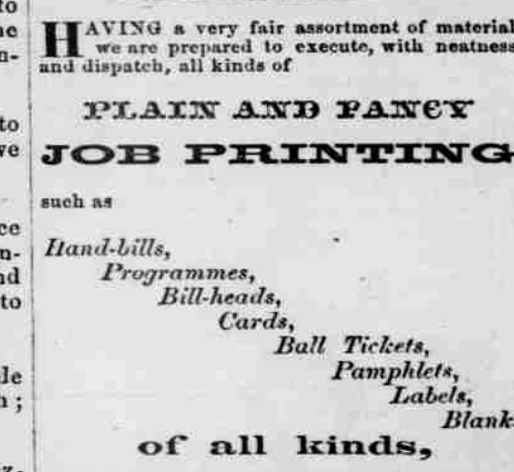 HAVING a very fair assortment of material
we are prepared to execute, with neatness
and dispatch, all kinds of
PLAIN AND FANCY
JOB PRINTING
such as
Hand-bills,
Programmes,
Bill-heads,
Cards,
Ball Tickets,
Pamphlets,
Labels,
Blank
of all kinds,